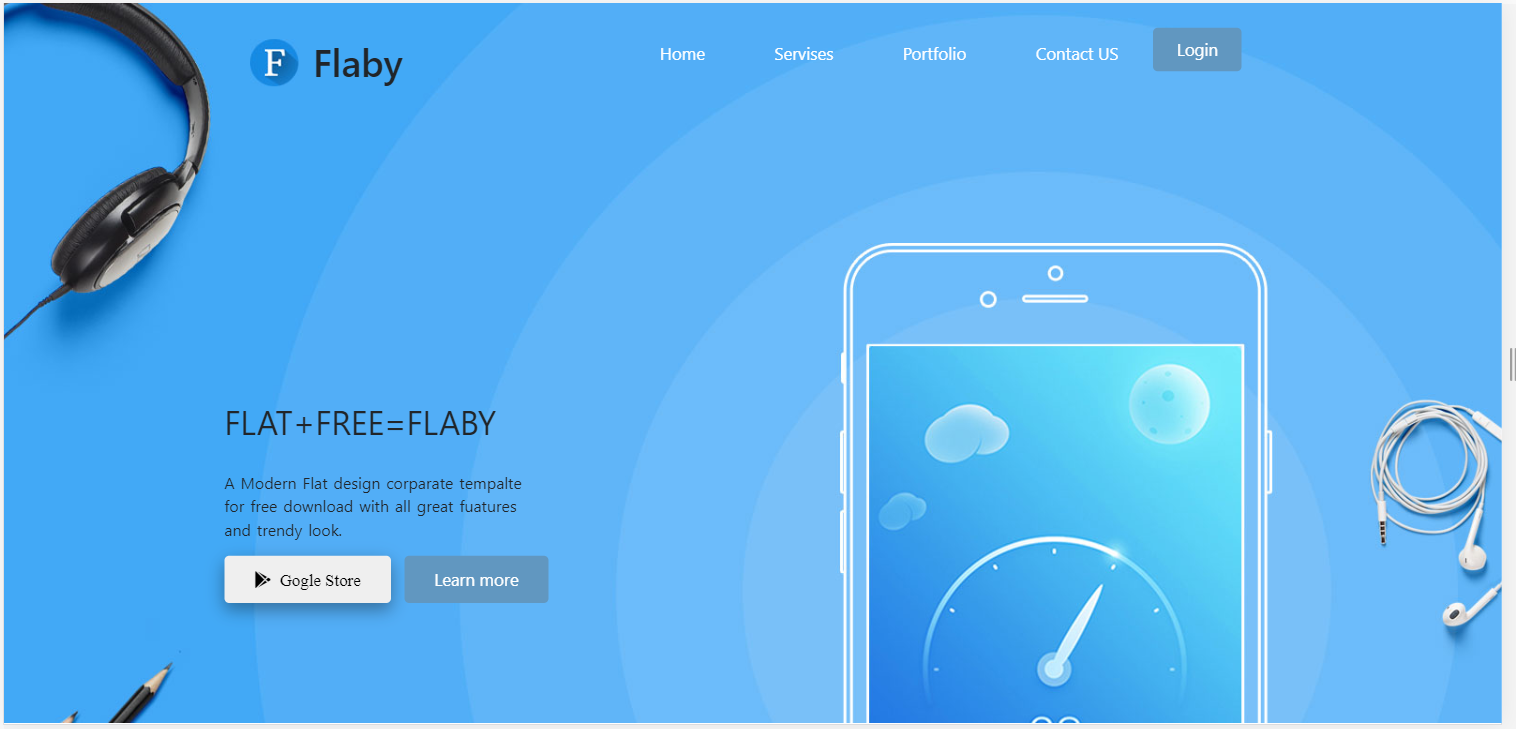 F Flaby
Home Servises Portfolio Contact US Login
FLAT+FREE=FLABY
A Modern Flat design corparate tempalte
for free download with all great fuatures
and trendy look.
Gogle Store Learn more